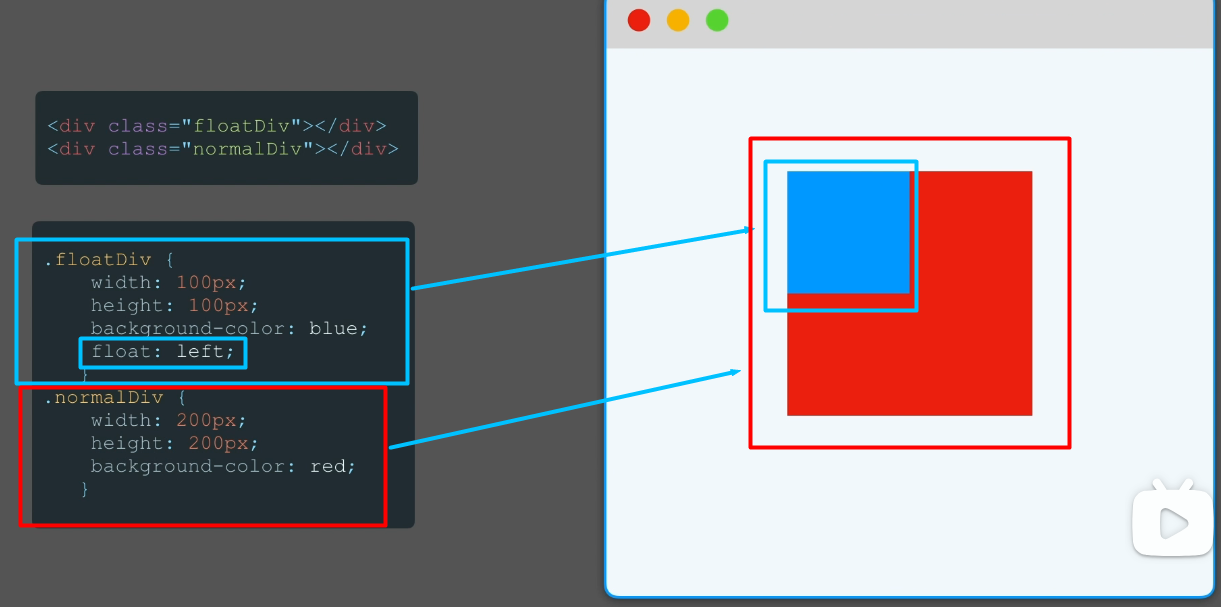 <div class="floatDiv"></div>
<div class="normalDiv"></div>
.floatDiv {
width: 100px;
height: 100px;
background-color: blue;
float: left;
}
.normalDiv {
width: 200px;
height: 200px;
background-color: red;
}